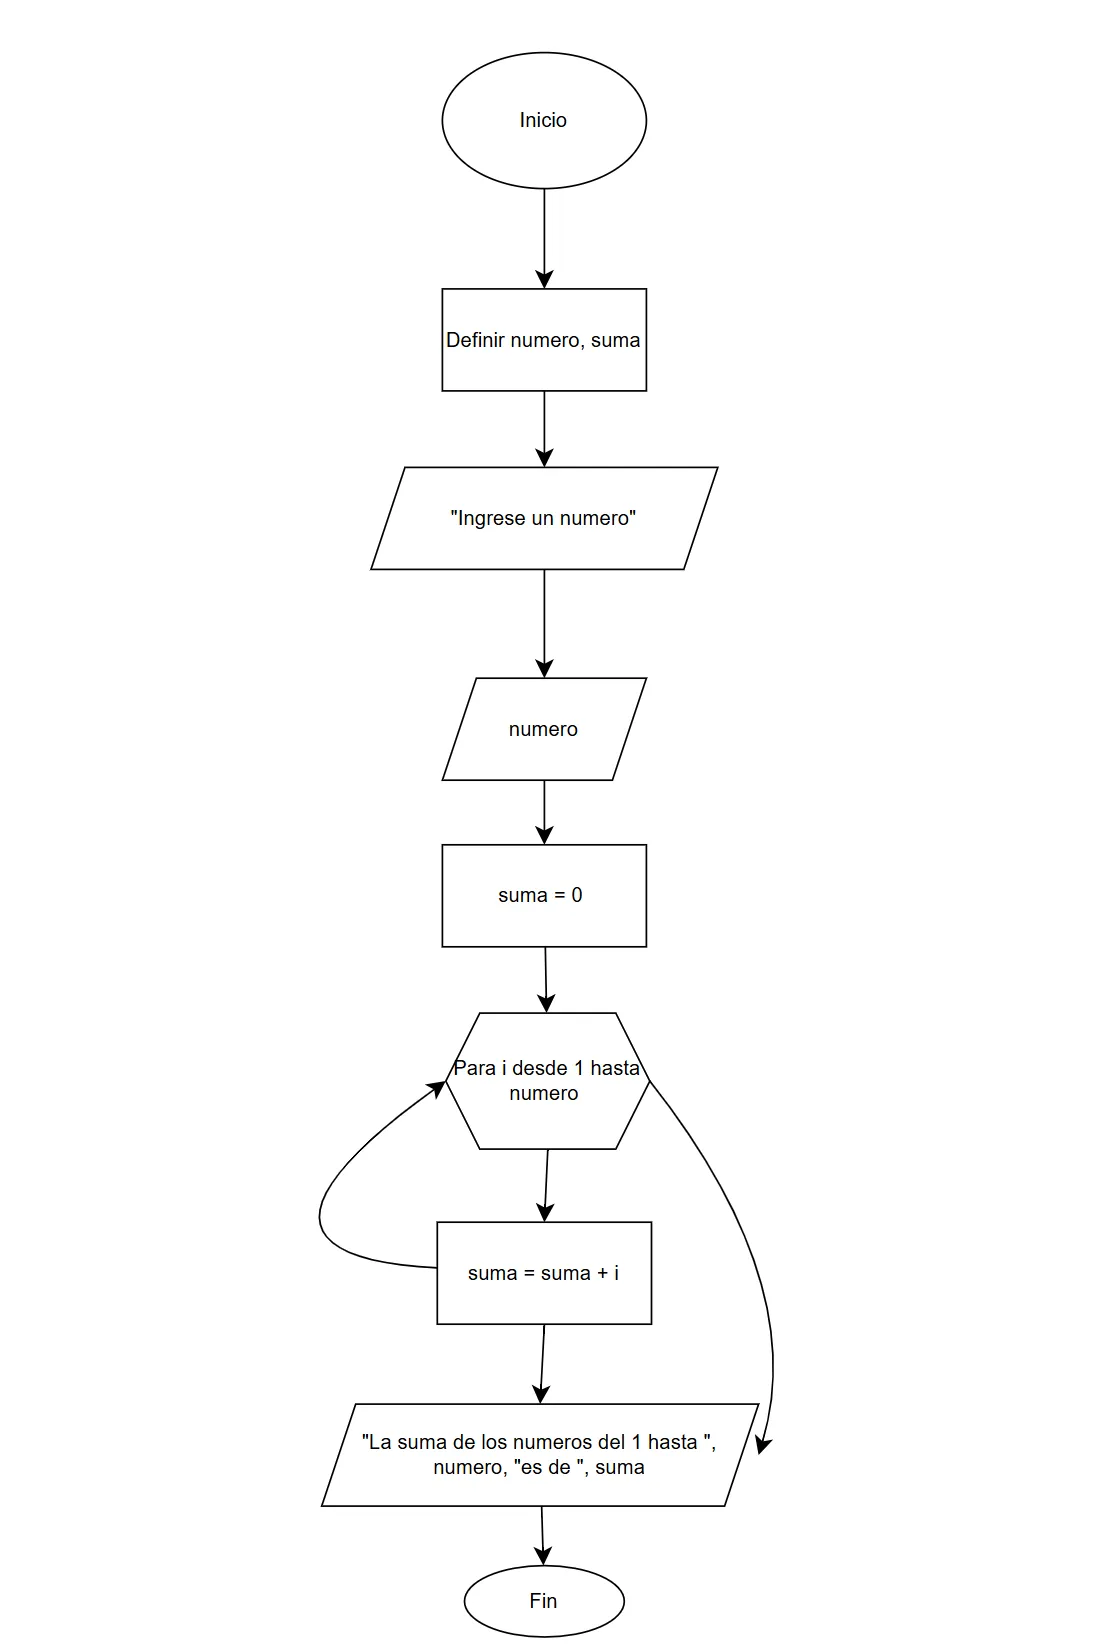 Inicio
Definir numero, suma
"Ingrese un numero"
numero
suma = 0
Para i desde 1 hasta
numero
suma = suma + i
"La suma de los numeros del 1 hasta ",
numero, "es de ", suma
Fin